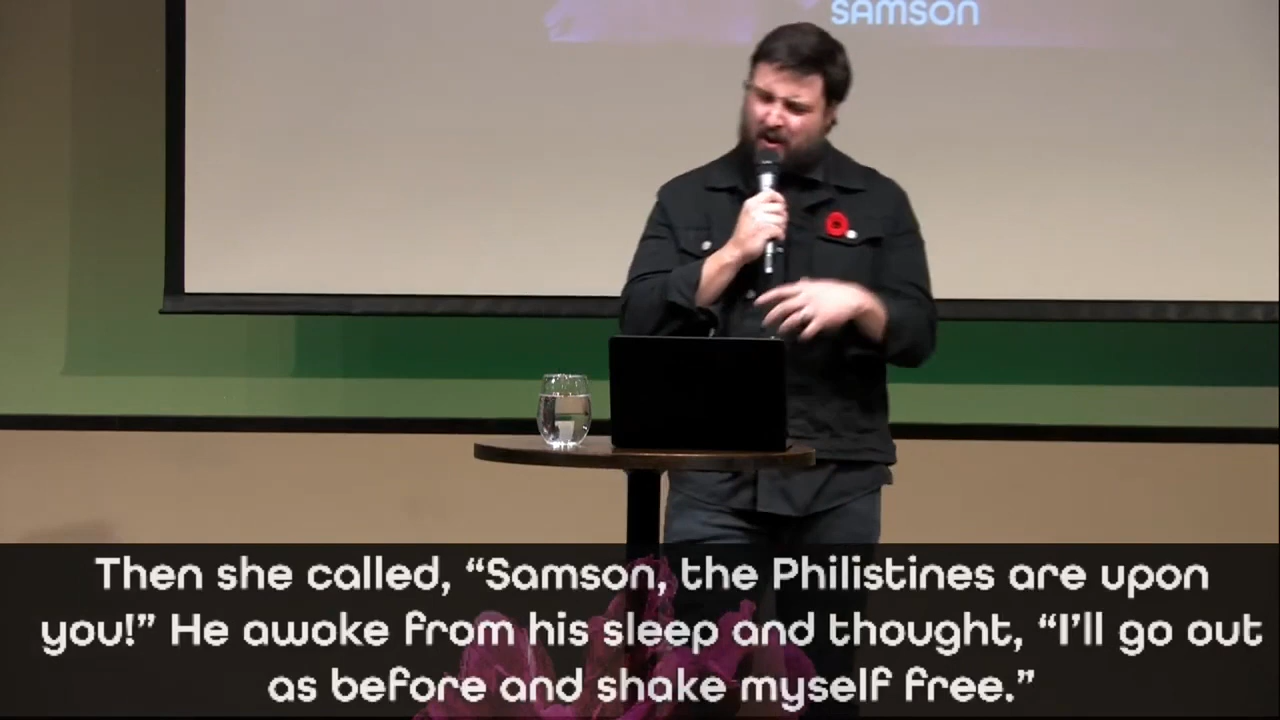 SAMSON
Then she called, “Samson, the Philistines are upon
you!” He awoke from his sleep and thought, “I’ll go out
as before and shake myself free.”